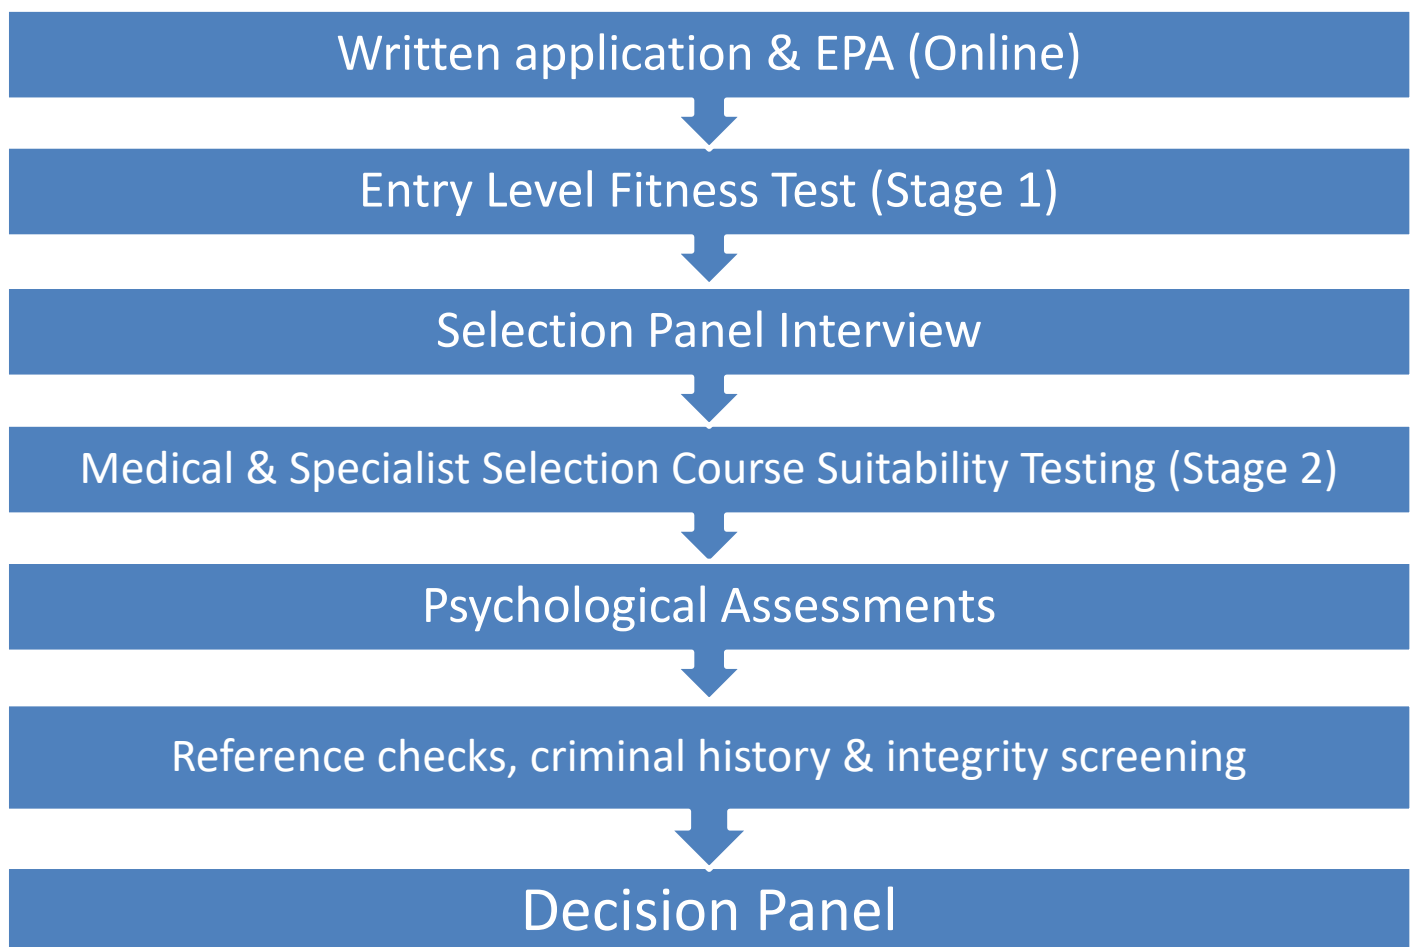 Written application & EPA (Online)
Entry Level Fitness Test (Stage 1)
Selection Panel Interview
Medical & Specialist Selection Course Suitability Testing (Stage 2)
Psychological Assessments
Reference checks, criminal history & integrity screening
Decision Panel